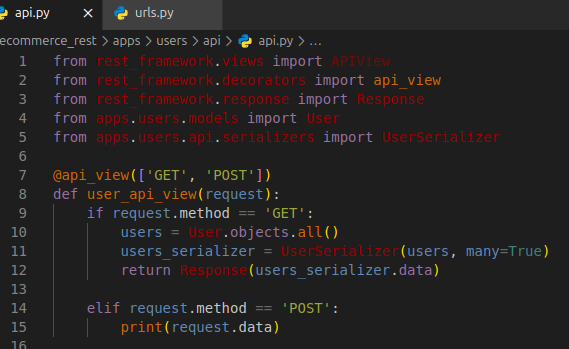 api.py × urls.py
ecommerce_rest > apps > users > api > api.py > ...
1 from rest_framework.views import APIView
2 from rest_framework.decorators import api_view
3 from rest_framework.response import Response
4 from apps.users.models import User
5 from apps.users.api.serializers import UserSerializer
6
7 @api_view(['GET', 'POST'])
8 def user_api_view(request):
9     if request.method == 'GET':
10         users = User.objects.all()
11         users_serializer = UserSerializer(users, many=True)
12         return Response(users_serializer.data)
13
14     elif request.method == 'POST':
15         print(request.data)
16